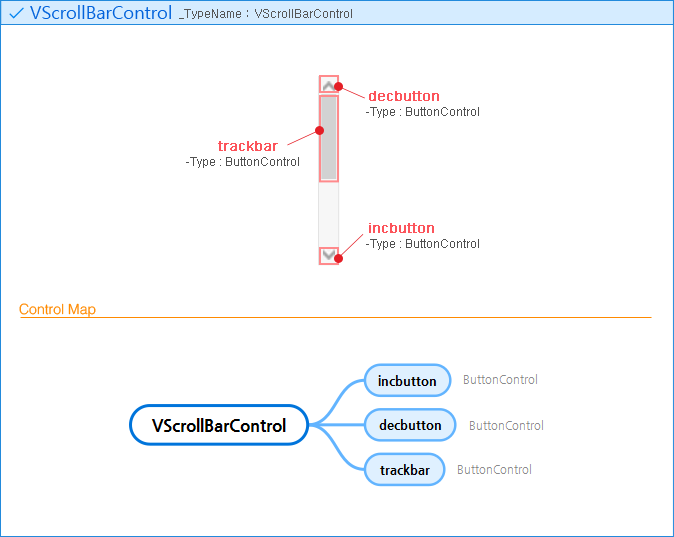 VScrollBarControl _TypeName : VScrollBarControl
decbutton
-Type : ButtonControl
trackbar
-Type : ButtonControl
incbutton
-Type : ButtonControl
Control Map
incbutton ButtonControl
VScrollBarControl decbutton ButtonControl
trackbar ButtonControl